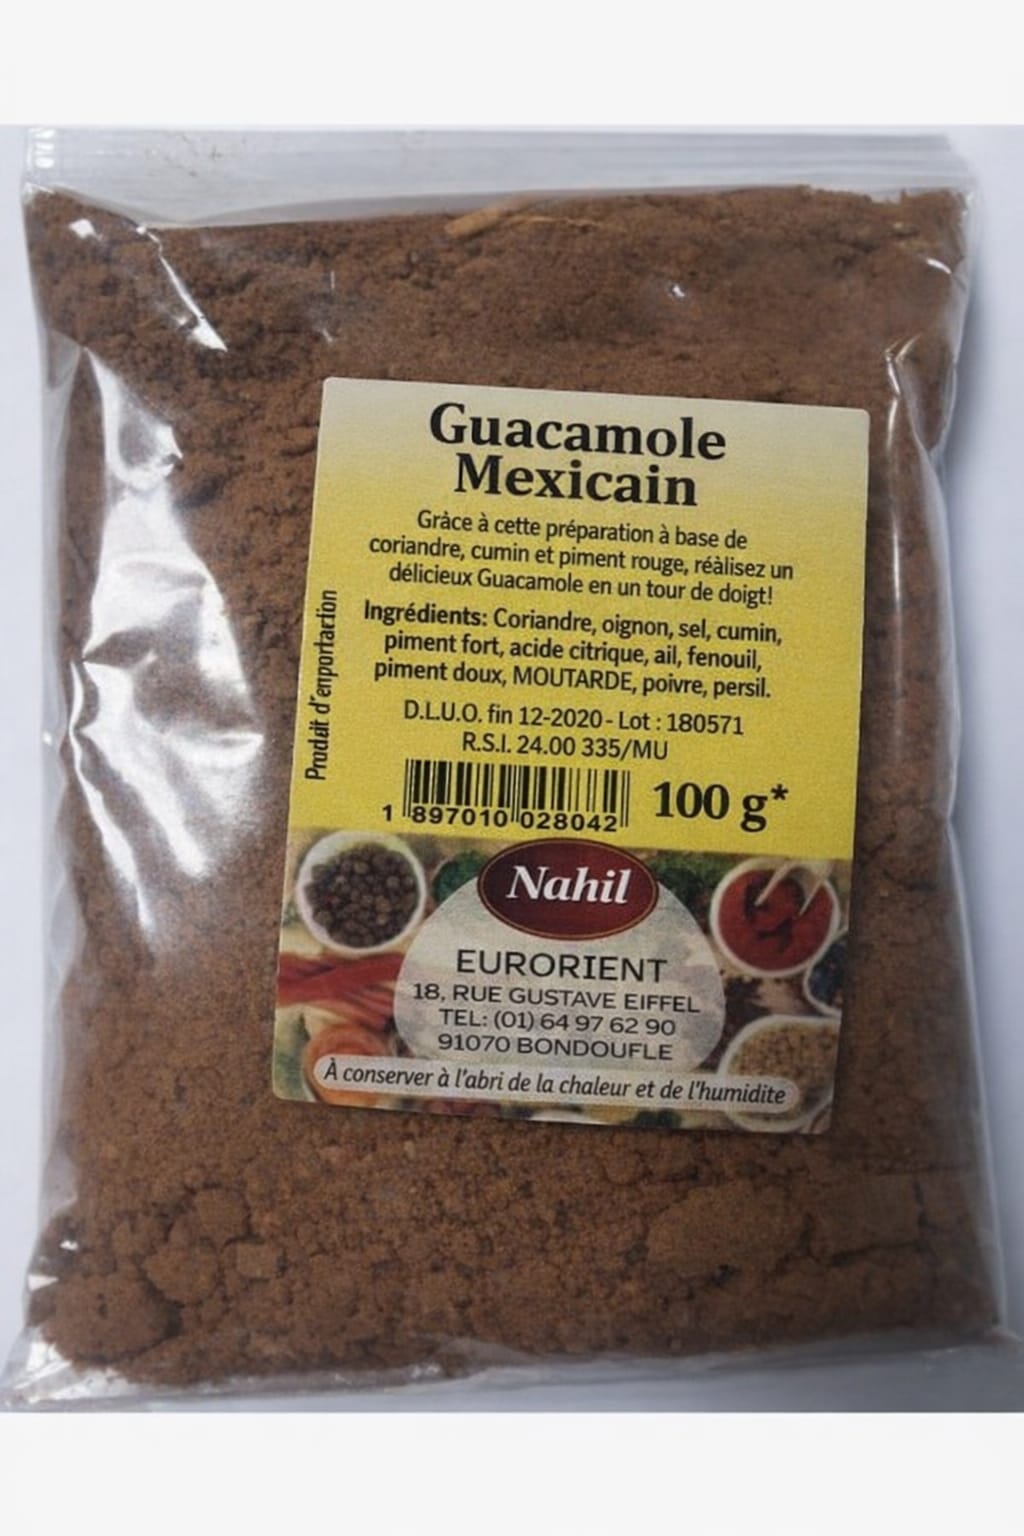 Guacamole
Mexicain
Grâce à cette préparation à base de
coriandre, cumin et piment rouge, réàlisez un
délicieux Guacamole en un tour de doigt!
Ingrédients: Coriandre, oignon, sel, cumin,
piment fort, acide citrique, ail, fenouil,
piment doux, MOUTARDE, poivre, persil.
D.L.U.O. fin 12-2020 - Lot : 180571
R.S.I. 24.00 335/MU
1 897010 028042
100 g*
Produit d'enportaction
Nahil
EURORIENT
18, RUE GUSTAVE EIFFEL
TEL: (01) 64 97 62 90
91070 BONDOUFLE
À conserver à l'abri de la chaleur et de l'humidite